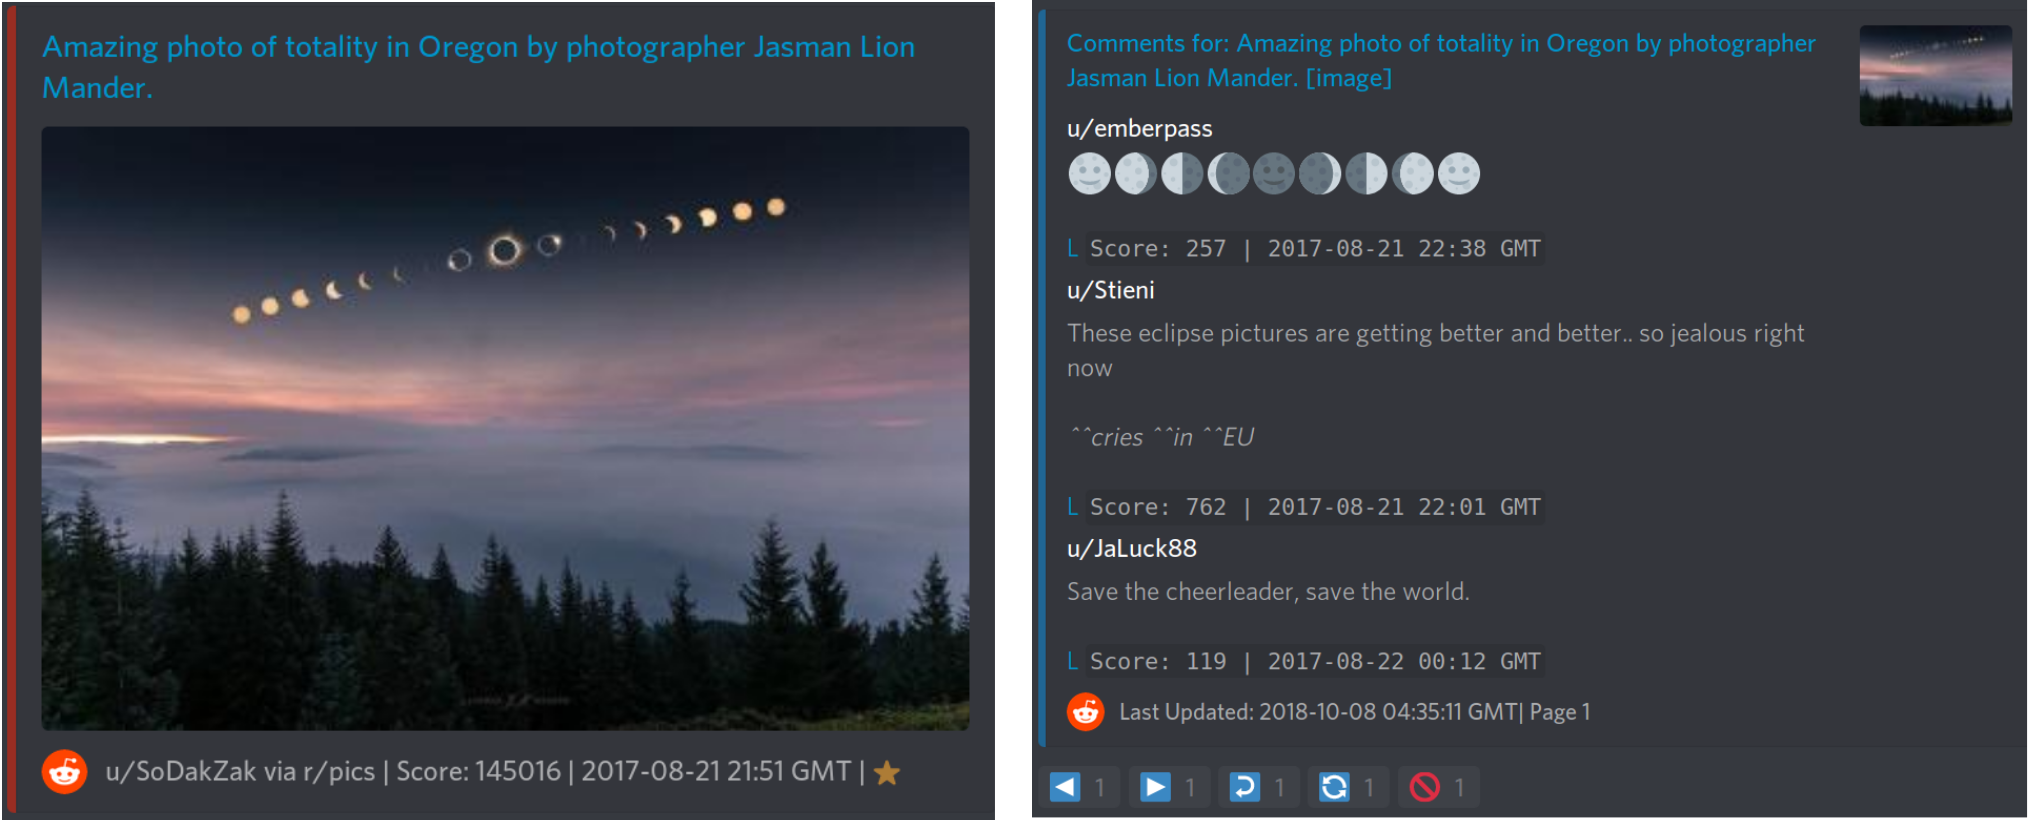 Amazing photo of totality in Oregon by photographer Jasman Lion
Mander.
u/SoDakZak via r/pics | Score: 145016 | 2017-08-21 21:51 GMT |
Comments for: Amazing photo of totality in Oregon by photographer
Jasman Lion Mander. [image]
u/emberpass
L Score: 257 | 2017-08-21 22:38 GMT
u/Stieni
These eclipse pictures are getting better and better.. so jealous right
now
^^cries ^^in ^^EU
L Score: 762 | 2017-08-21 22:01 GMT
u/JaLuck88
Save the cheerleader, save the world.
L Score: 119 | 2017-08-22 00:12 GMT
Last Updated: 2018-10-08 04:35:11 GMT| Page 1
1 1 1 1 1